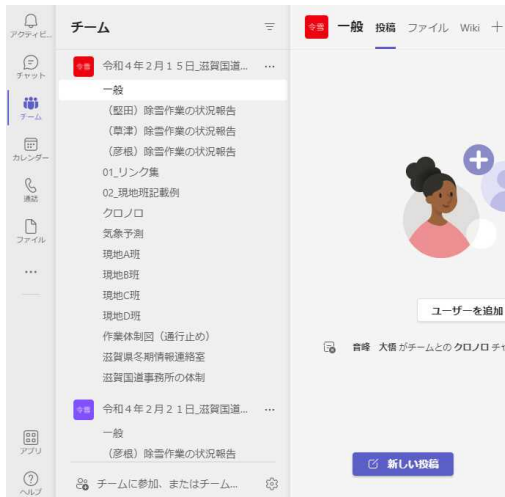 アクティビ...
チャット
チーム
カレンダー
通話
ファイル
...
アプリ
ヘルプ
チーム
令雪 令和4年2月15日_滋賀国道... ...
一般
（堅田）除雪作業の状況報告
（草津）除雪作業の状況報告
（彦根）除雪作業の状況報告
01_リンク集
02_現地班記載例
クロノロ
気象予測
現地A班
現地B班
現地C班
現地D班
作業体制図（通行止め）
滋賀県冬期情報連絡室
滋賀国道事務所の体制
令雪 令和4年2月21日_滋賀国道... ...
一般
（彦根）除雪作業の状況報告
チームに参加、またはチーム...
令雪 一般 投稿 ファイル Wiki +
ユーザーを追加
音峰 大悟 がチームとの クロノロ チャ
新しい投稿